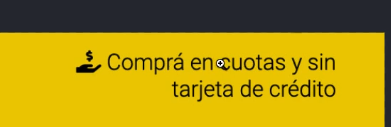 Comprá en cuotas y sin
tarjeta de crédito